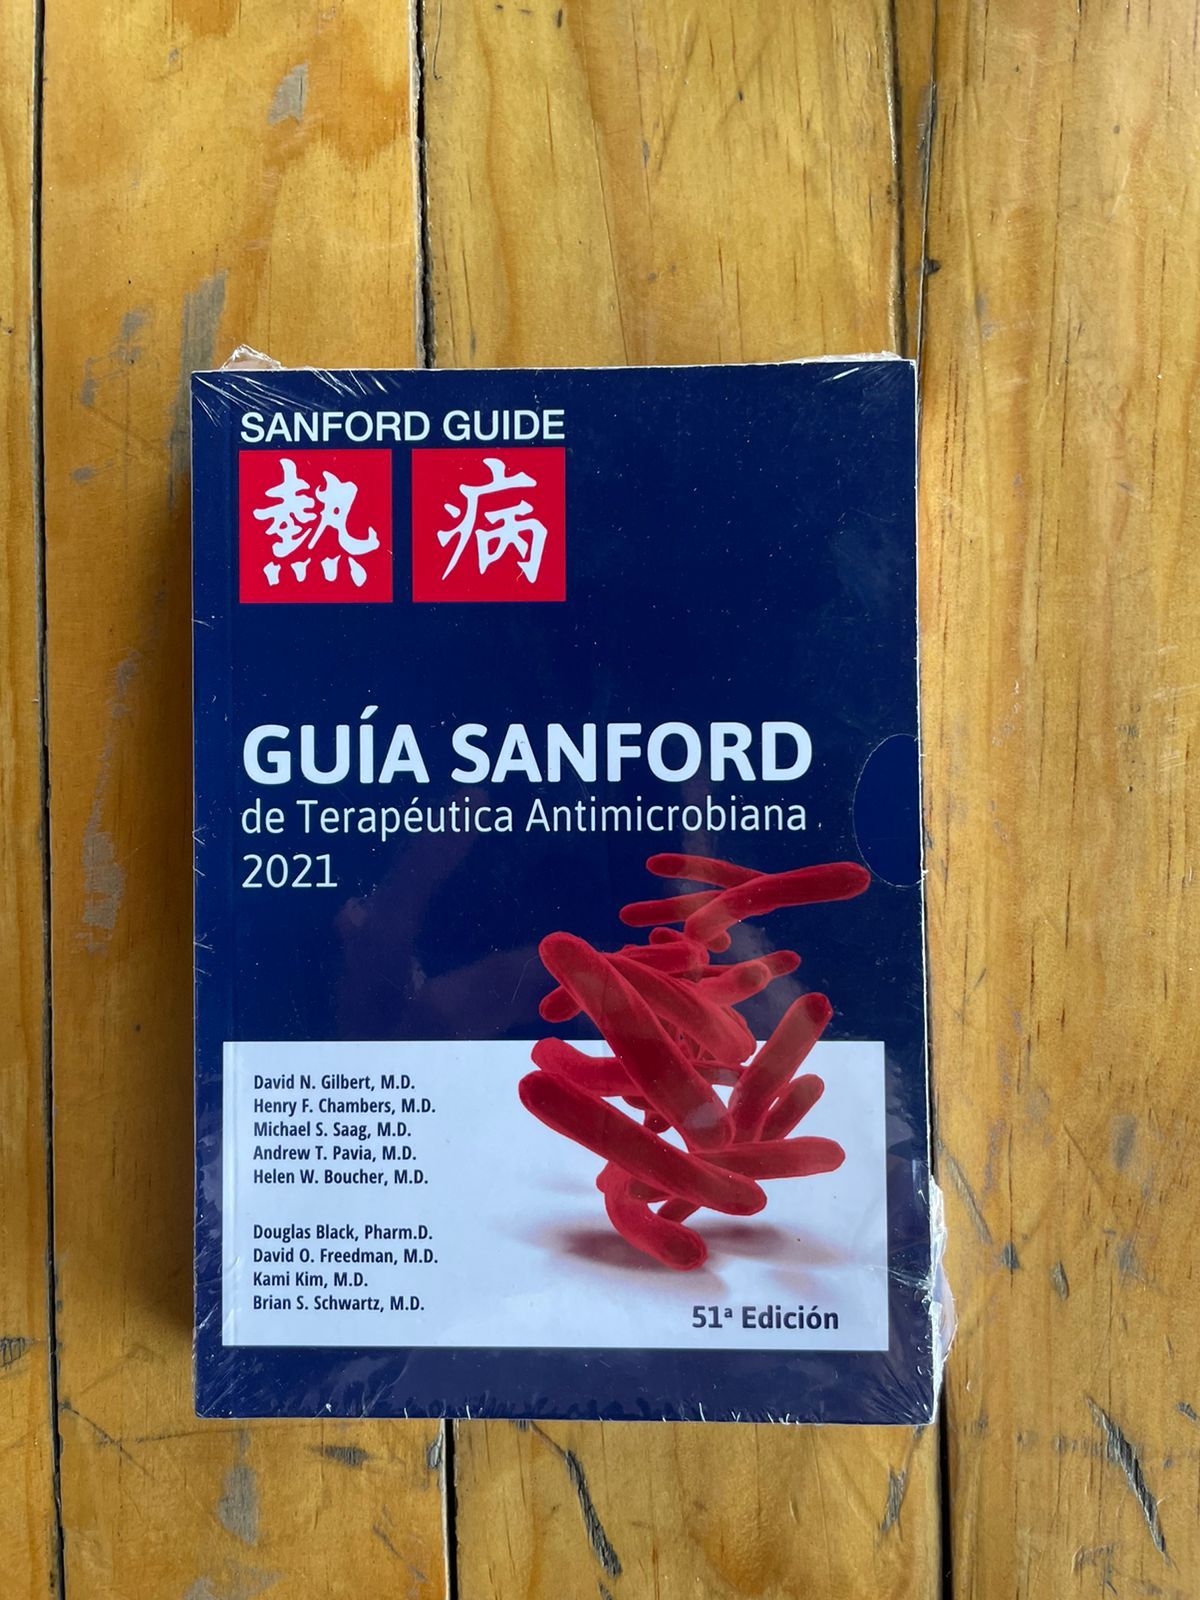 SANFORD GUIDE
熱 病
GUÍA SANFORD
de Terapéutica Antimicrobiana
2021
David N. Gilbert, M.D.
Henry F. Chambers, M.D.
Michael S. Saag, M.D.
Andrew T. Pavia, M.D.
Helen W. Boucher, M.D.
Douglas Black, Pharm.D.
David O. Freedman, M.D.
Kami Kim, M.D.
Brian S. Schwartz, M.D.
51ª Edición